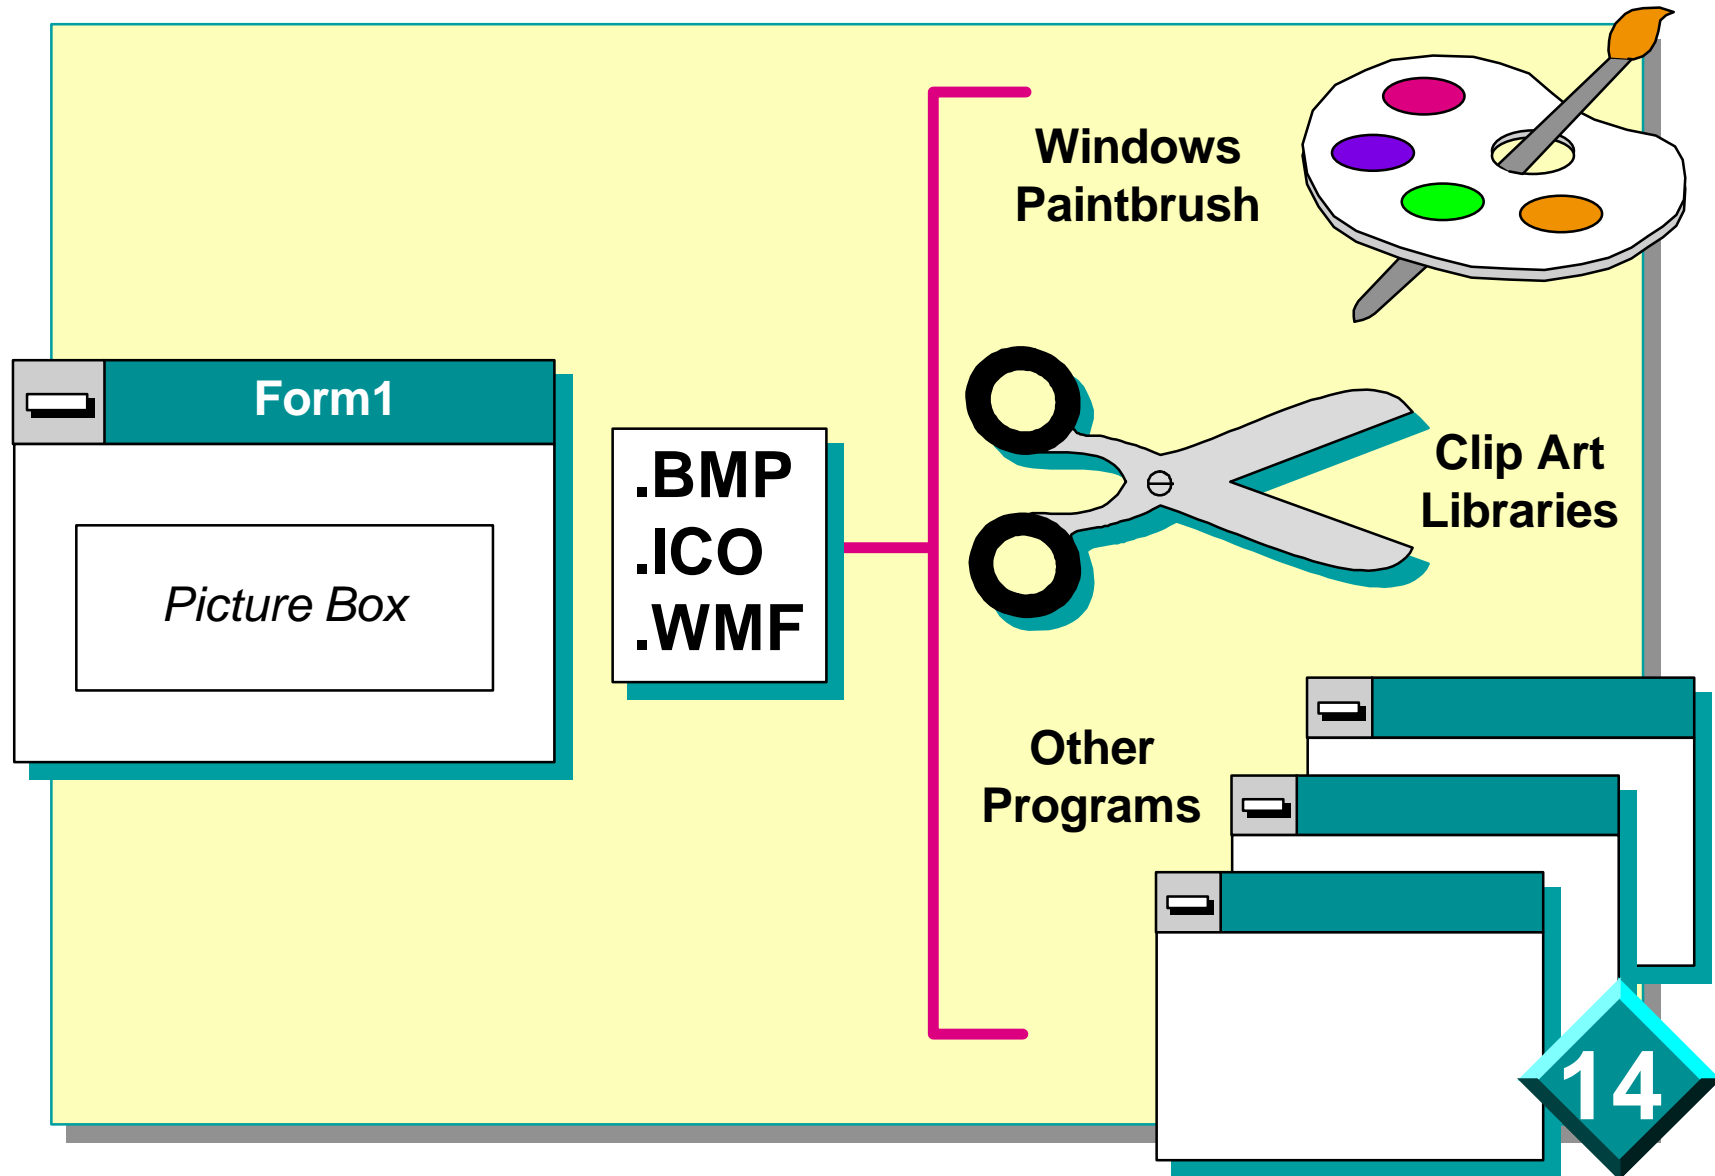 Form1
Picture Box
.BMP
.ICO
.WMF
Windows
Paintbrush
Clip Art
Libraries
Other
Programs
14